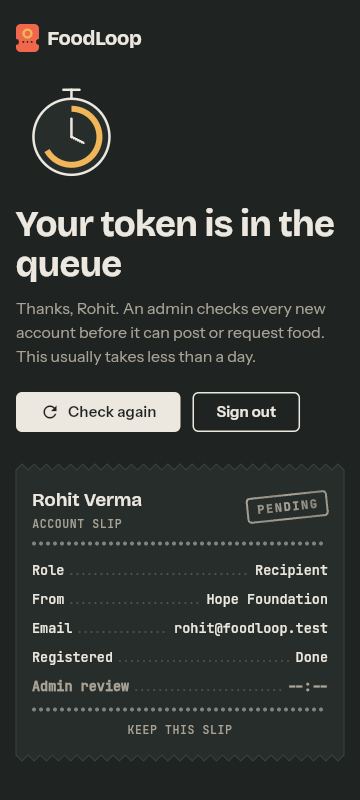 FoodLoop
Your token is in the
queue
Thanks, Rohit. An admin checks every new
account before it can post or request food.
This usually takes less than a day.
Check again
Sign out
Rohit Verma
ACCOUNT SLIP
PENDING
Role Recipient
From Hope Foundation
Email rohit@foodloop.test
Registered Done
Admin review --:--
KEEP THIS SLIP